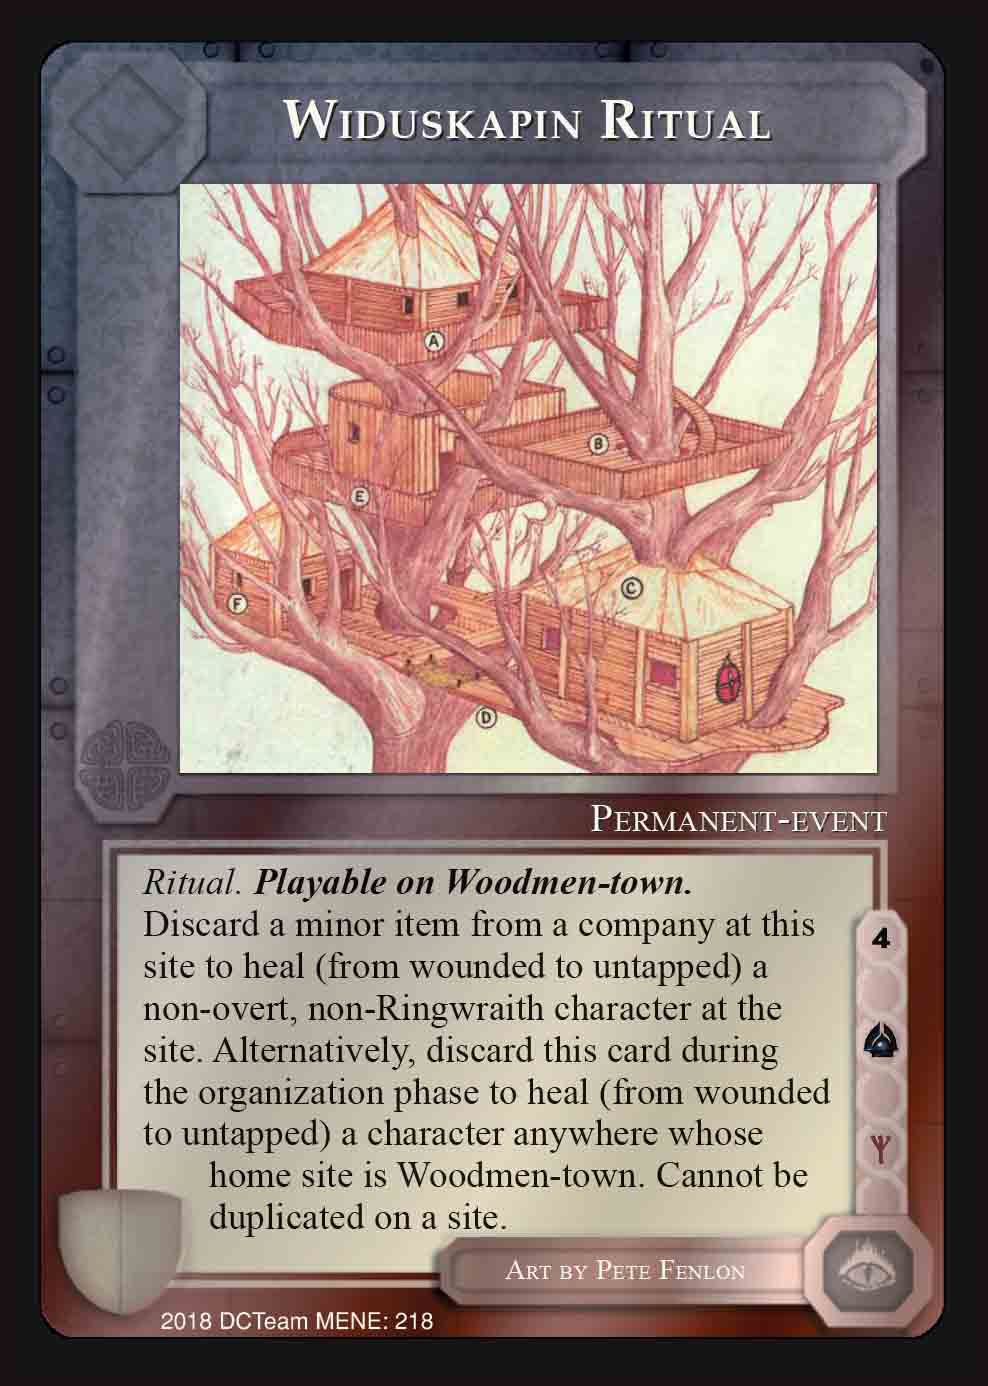 Widuskapin Ritual
A
B
E
C
F
D
Permanent-event
Ritual. Playable on Woodmen-town.
Discard a minor item from a company at this
site to heal (from wounded to untapped) a
non-overt, non-Ringwraith character at the
site. Alternatively, discard this card during
the organization phase to heal (from wounded
to untapped) a character anywhere whose
home site is Woodmen-town. Cannot be
duplicated on a site.
4
Art by Pete Fenlon
2018 DCTeam MENE: 218